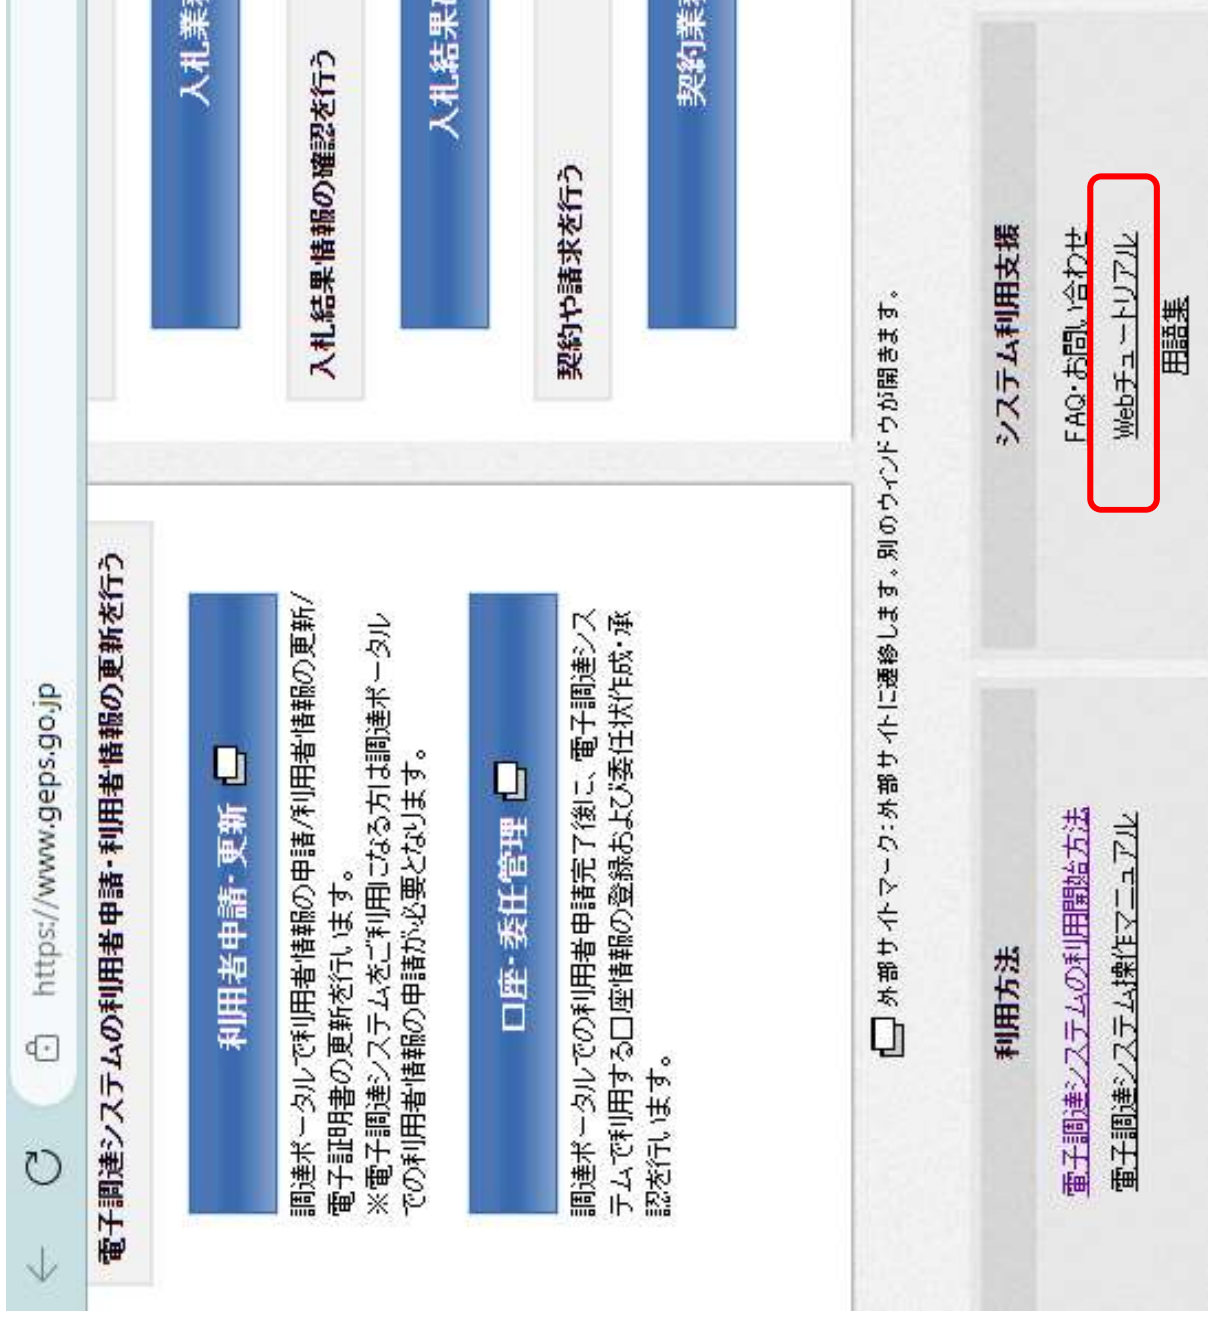 https://www.geps.go.jp
電子調達システムの利用者申請・利用者情報の更新を行う
利用者申請・更新
調達ポータルで利用者情報の申請/利用者情報の更新/
電子証明書の更新を行います。
※電子調達システムをご利用になる方は調達ポータル
での利用者情報の申請が必要となります。
口座・委任管理
調達ポータルでの利用者申請完了後に、電子調達シス
テムで利用する口座情報の登録および委任状作成・承
認を行います。
入札業
入札結果情報の確認を行う
入札結果
契約や請求を行う
契約業
外部サイトマーク:外部サイトに遷移します。別のウィンドウが開きます。
利用方法
電子調達システムの利用開始方法
電子調達システム操作マニュアル
システム利用支援
FAQ・お問い合わせ
Webチュートリアル
用語集